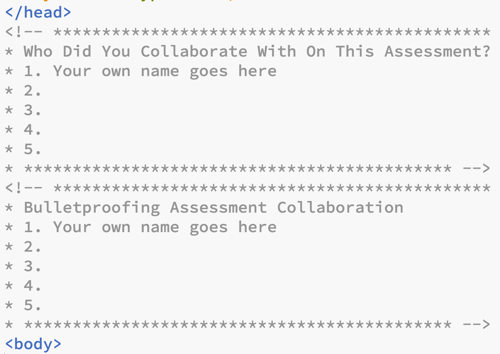 </head>
<!-- *********************************************
* Who Did You Collaborate With On This Assessment?
* 1. Your own name goes here
* 2.
* 3.
* 4.
* 5.
* ******************************************** -->
<!-- *********************************************
* Bulletproofing Assessment Collaboration
* 1. Your own name goes here
* 2.
* 3.
* 4.
* 5.
* ******************************************** -->
<body>